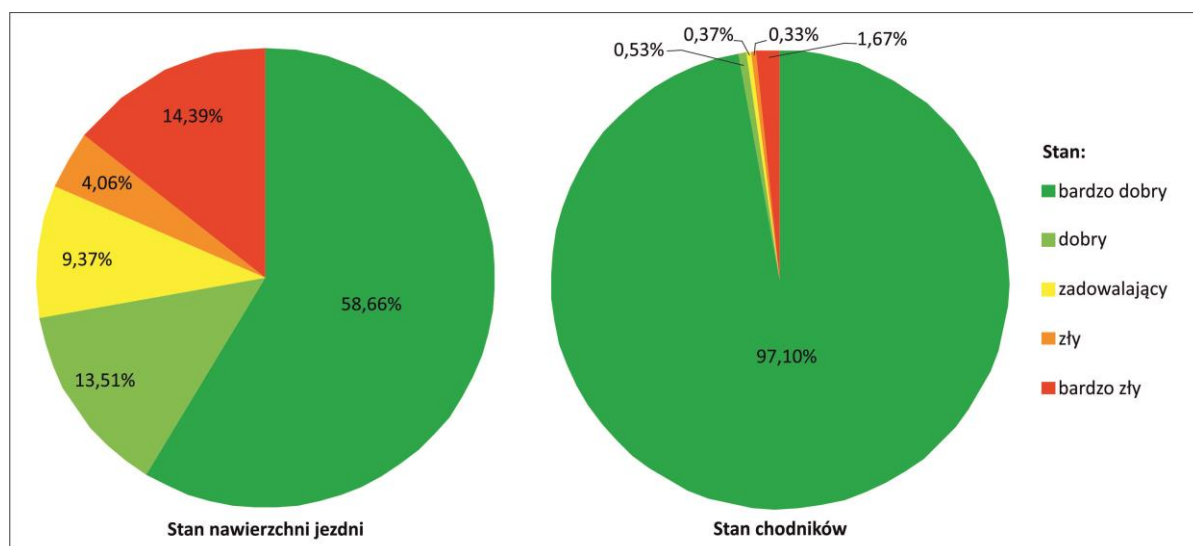 14,39%
4,06%
9,37%
13,51%
58,66%
Stan nawierzchni jezdni
0,53%
0,37%
0,33%
1,67%
97,10%
Stan chodników
Stan:
bardzo dobry
dobry
zadowalający
zły
bardzo zły